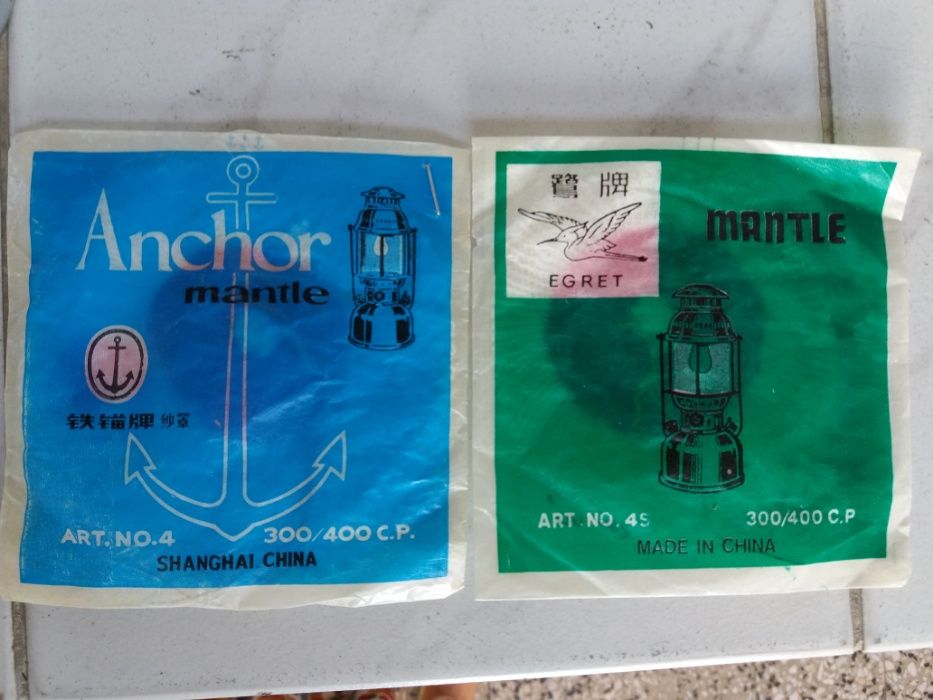 Anchor
mantle
铁锚牌 纱罩
ART. NO. 4 300/400 C.P.
SHANGHAI CHINA
鷺牌
EGRET
MANTLE
ART. NO. 4S 300/400 C.P
MADE IN CHINA